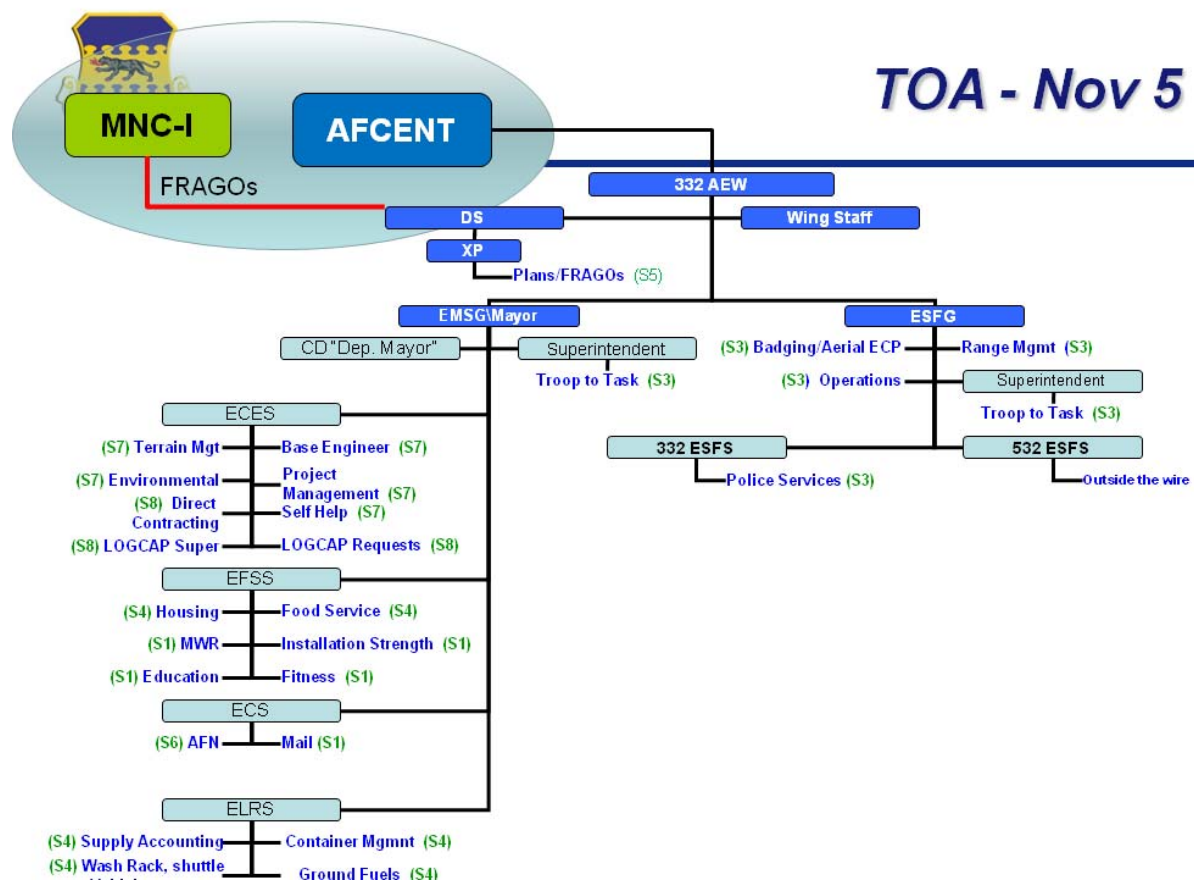 TOA - Nov 5
MNC-I
AFCENT
FRAGOs
332 AEW
DS
Wing Staff
XP
Plans/FRAGOs (S5)
EMSG\Mayor
ESFG
CD "Dep. Mayor"
Superintendent
Troop to Task (S3)
(S3) Badging/Aerial ECP
Range Mgmt (S3)
(S3) Operations
Superintendent
Troop to Task (S3)
332 ESFS
532 ESFS
Police Services (S3)
Outside the wire
ECES
(S7) Terrain Mgt
Base Engineer (S7)
(S7) Environmental
Project
Management (S7)
(S8) Direct
Contracting
Self Help (S7)
(S8) LOGCAP Super
LOGCAP Requests (S8)
EFSS
(S4) Housing
Food Service (S4)
(S1) MWR
Installation Strength (S1)
(S1) Education
Fitness (S1)
ECS
(S6) AFN
Mail (S1)
ELRS
(S4) Supply Accounting
Container Mgmnt (S4)
(S4) Wash Rack, shuttle
Ground Fuels (S4)